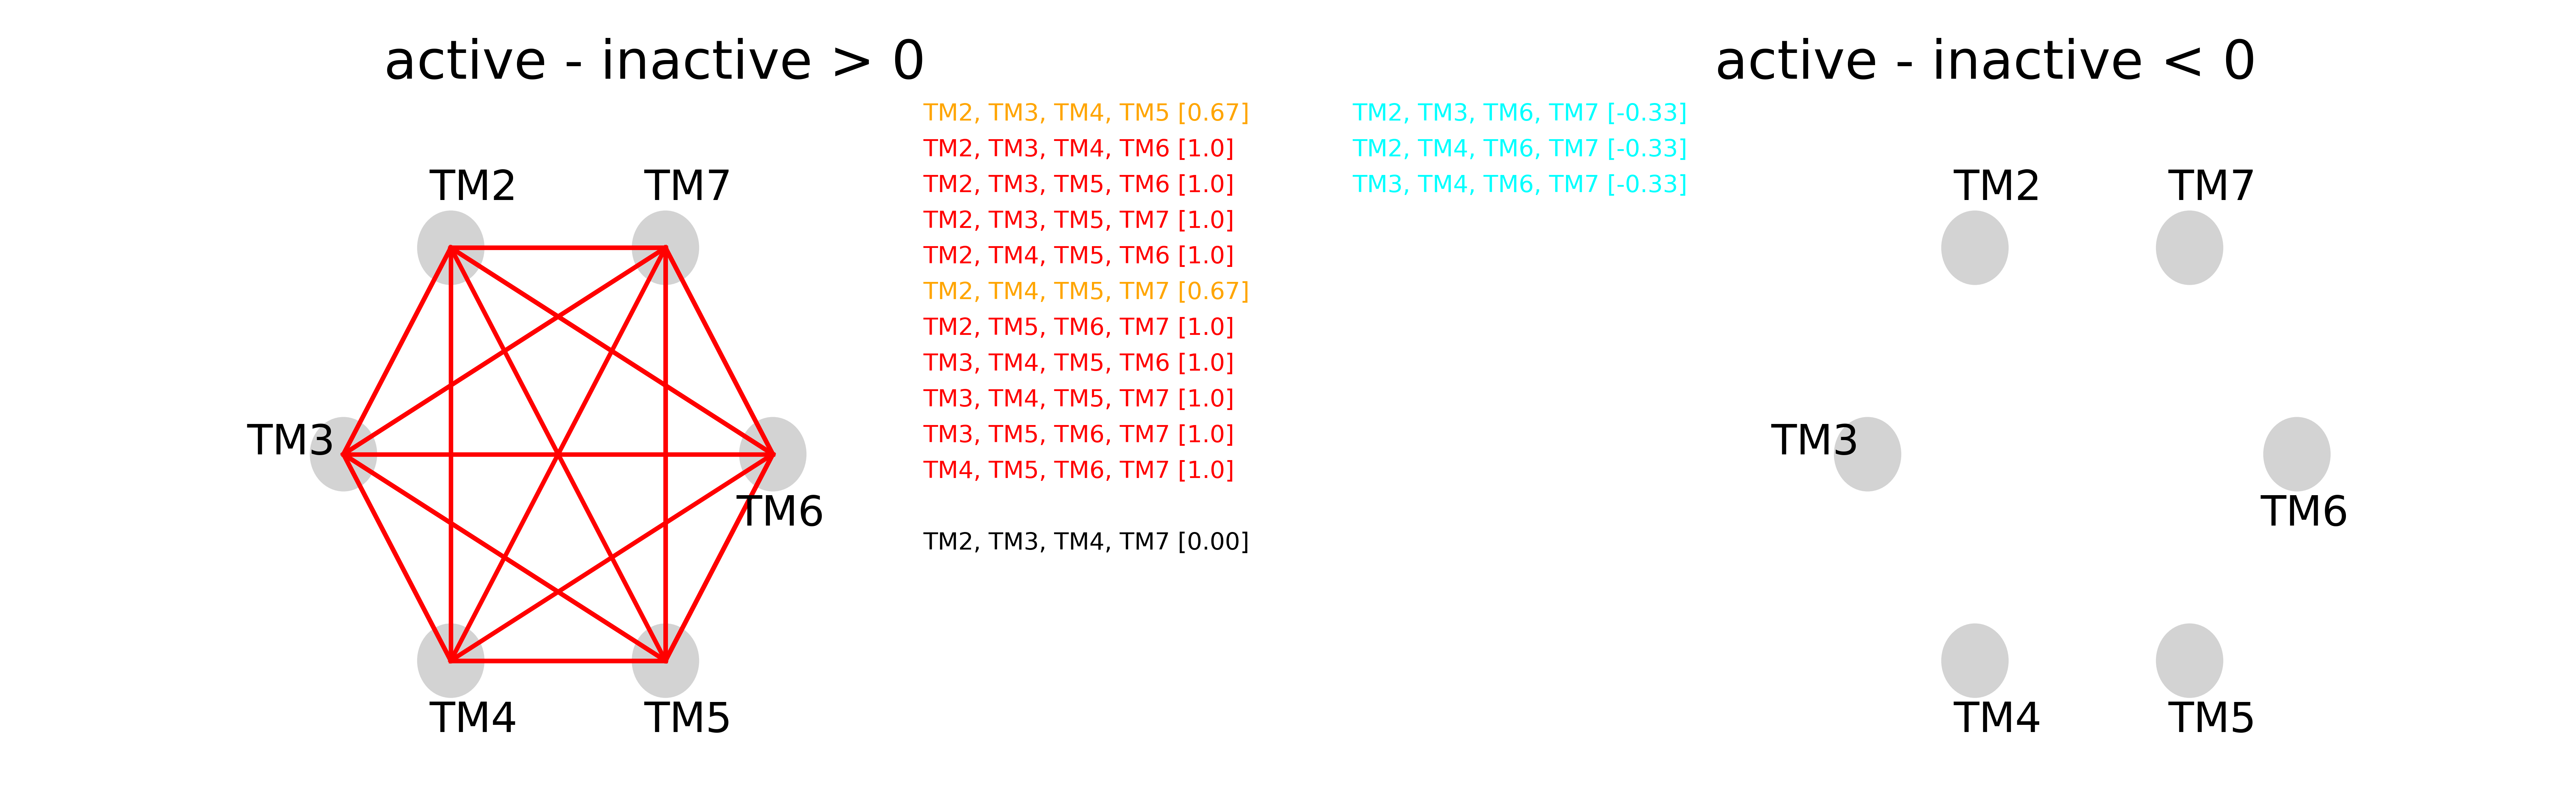 active - inactive > 0
TM2
TM7
TM3
TM6
TM4
TM5
TM2, TM3, TM4, TM5 [0.67]
TM2, TM3, TM4, TM6 [1.0]
TM2, TM3, TM5, TM6 [1.0]
TM2, TM3, TM5, TM7 [1.0]
TM2, TM4, TM5, TM6 [1.0]
TM2, TM4, TM5, TM7 [0.67]
TM2, TM5, TM6, TM7 [1.0]
TM3, TM4, TM5, TM6 [1.0]
TM3, TM4, TM5, TM7 [1.0]
TM3, TM5, TM6, TM7 [1.0]
TM4, TM5, TM6, TM7 [1.0]
TM2, TM3, TM4, TM7 [0.00]
TM2, TM3, TM6, TM7 [-0.33]
TM2, TM4, TM6, TM7 [-0.33]
TM3, TM4, TM6, TM7 [-0.33]
active - inactive < 0
TM2
TM7
TM3
TM6
TM4
TM5